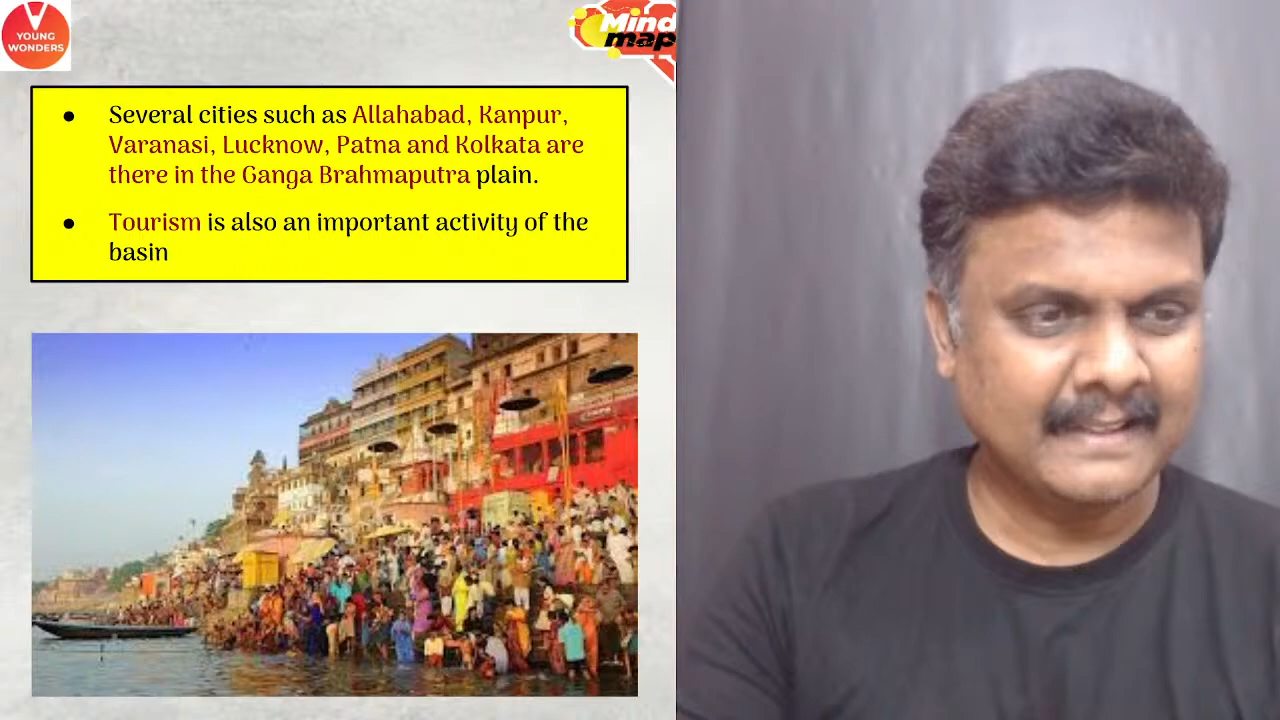 YOUNG
WONDERS
Mind
map
● Several cities such as Allahabad, Kanpur,
Varanasi, Lucknow, Patna and Kolkata are
there in the Ganga Brahmaputra plain.
● Tourism is also an important activity of the
basin